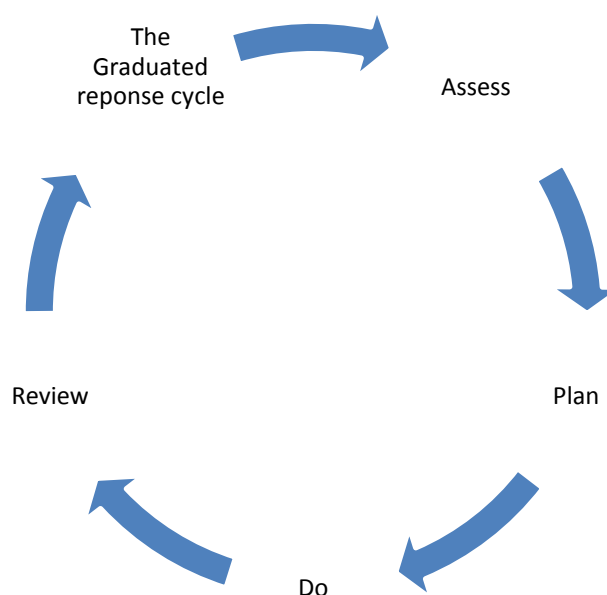 The
Graduated
reponse cycle
Assess
Plan
Do
Review